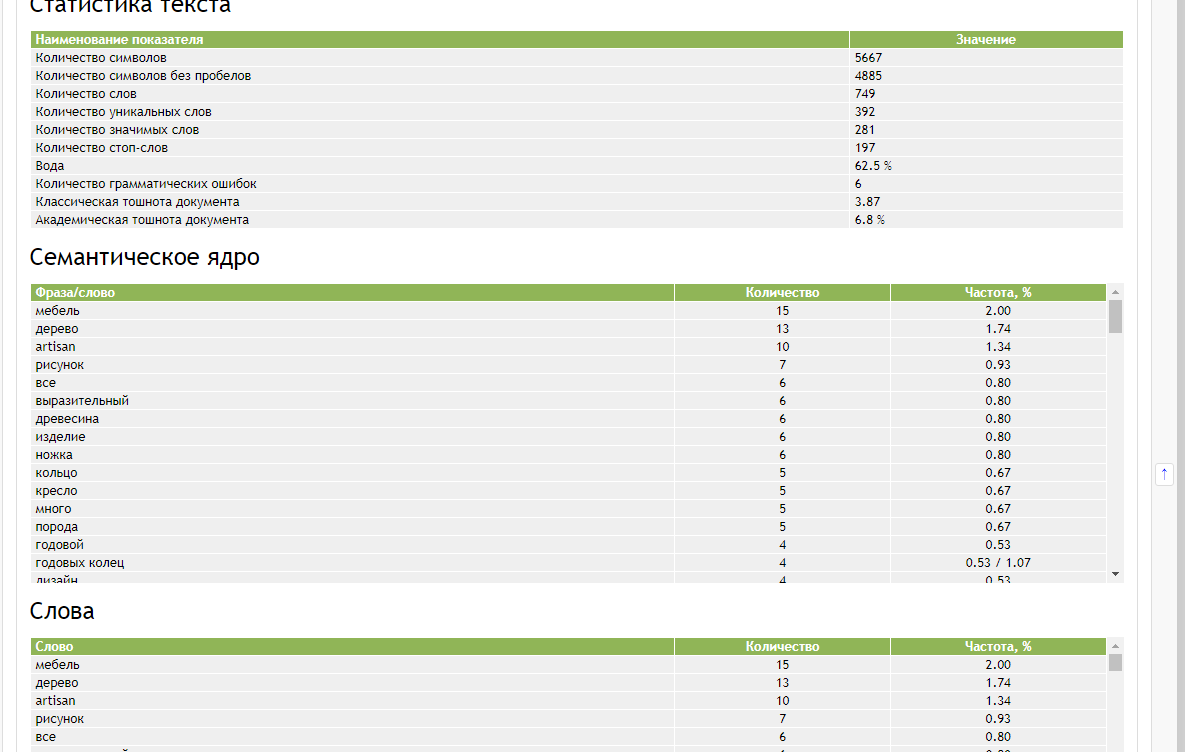 Статистика текста
Наименование показателя Значение
Количество символов 5667
Количество символов без пробелов 4885
Количество слов 749
Количество уникальных слов 392
Количество значимых слов 281
Количество стоп-слов 197
Вода 62.5 %
Количество грамматических ошибок 6
Классическая тошнота документа 3.87
Академическая тошнота документа 6.8 %
Семантическое ядро
Фраза/слово Количество Частота, %
мебель 15 2.00
дерево 13 1.74
artisan 10 1.34
рисунок 7 0.93
все 6 0.80
выразительный 6 0.80
древесина 6 0.80
изделие 6 0.80
ножка 6 0.80
кольцо 5 0.67
кресло 5 0.67
много 5 0.67
порода 5 0.67
годовой 4 0.53
годовых колец 4 0.53 / 1.07
дизайн 4 0.53
Слова
Слово Количество Частота, %
мебель 15 2.00
дерево 13 1.74
artisan 10 1.34
рисунок 7 0.93
все 6 0.80